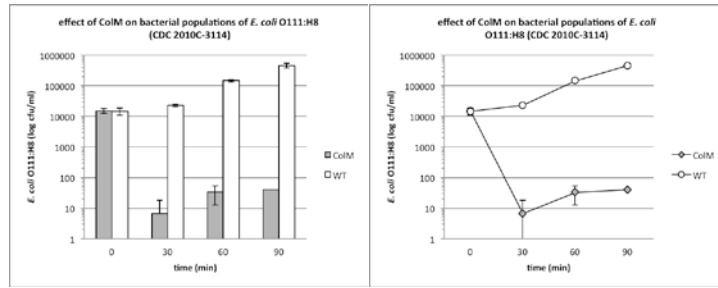 effect of ColM on bacterial populations of E. coli O111:H8
(CDC 2010C-3114)
E. coli O111:H8 (log cfu/ml)
1000000
100000
10000
1000
100
10
1
0
30
60
90
time (min)
ColM
WT
effect of ColM on bacterial populations of E. coli
O111:H8 (CDC 2010C-3114)
E. coli O111:H8 (log cfu/ml)
1000000
100000
10000
1000
100
10
1
0
30
60
90
time (min)
ColM
WT